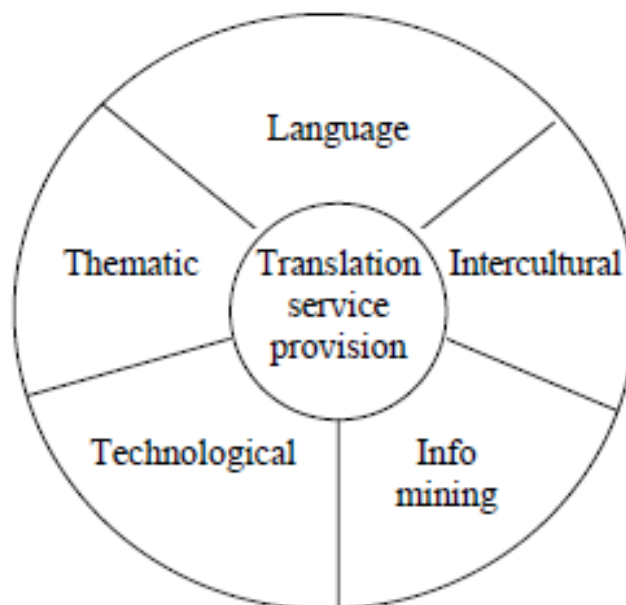 Language
Thematic
Translation
service
provision
Intercultural
Technological
Info
mining